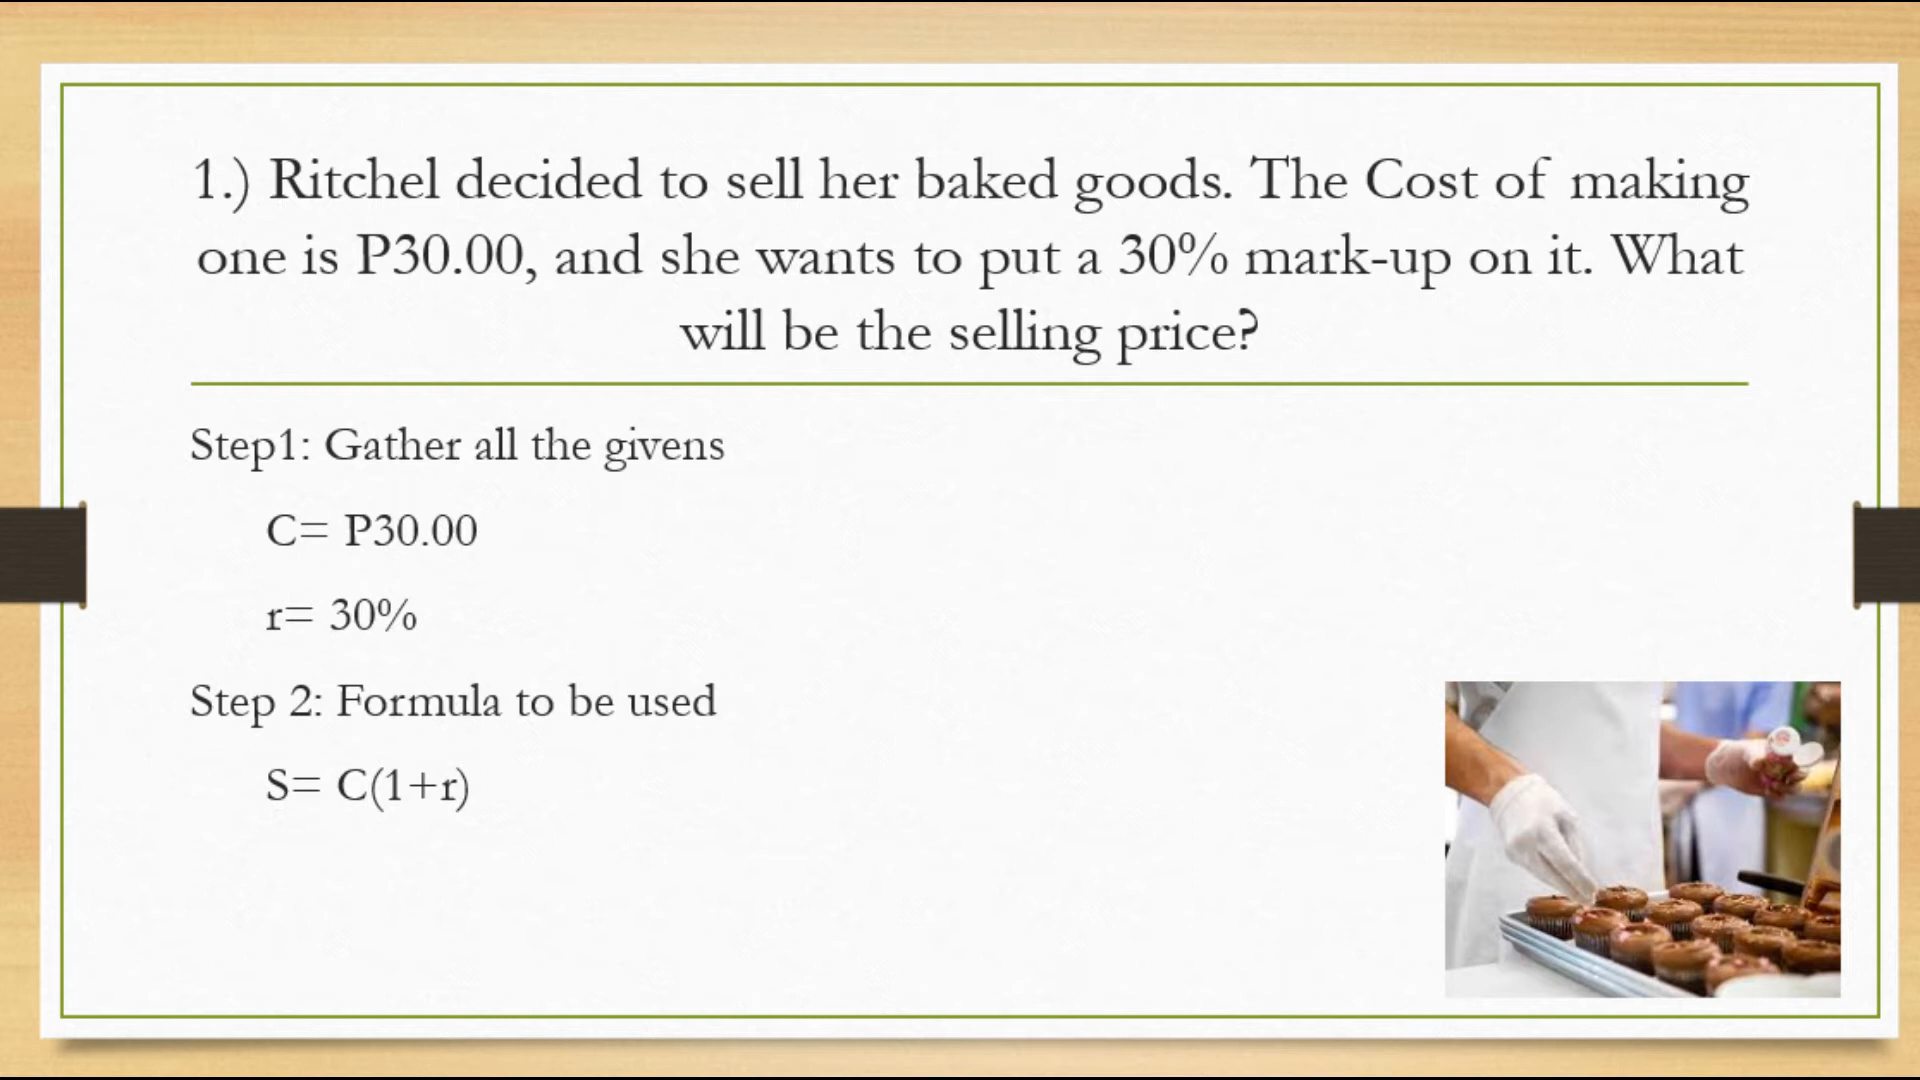 1.) Ritchel decided to sell her baked goods. The Cost of making
one is P30.00, and she wants to put a 30% mark-up on it. What
will be the selling price?
Step1: Gather all the givens
C= P30.00
r= 30%
Step 2: Formula to be used
S= C(1+r)